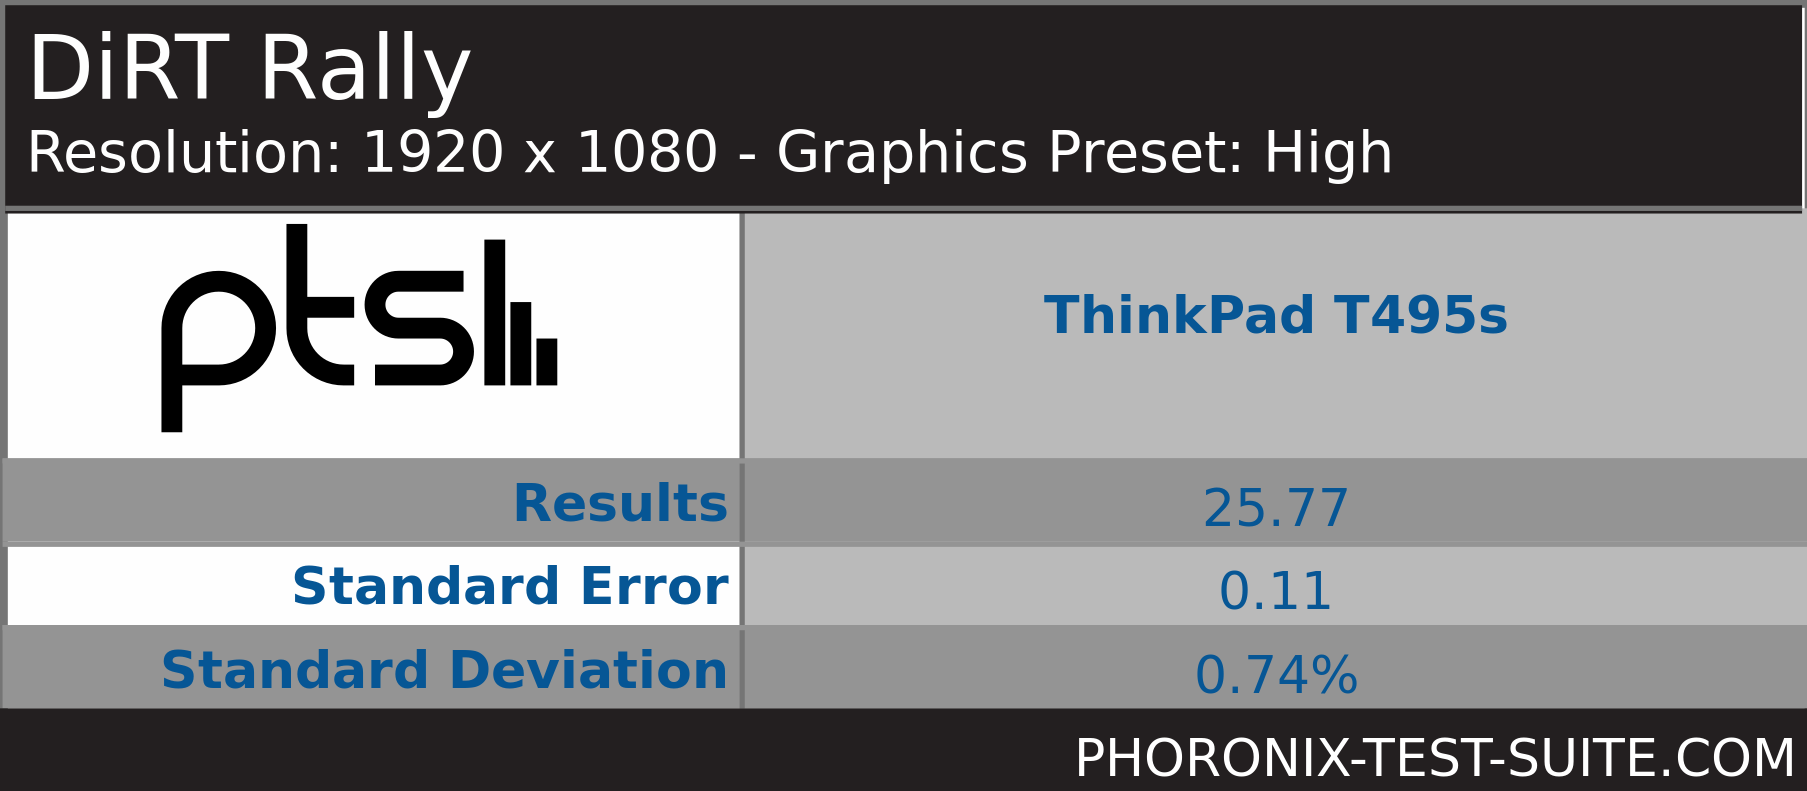 DiRT Rally
Resolution: 1920 x 1080 - Graphics Preset: High
pts
ThinkPad T495s
Results 25.77
Standard Error 0.11
Standard Deviation 0.74%
PHORONIX-TEST-SUITE.COM